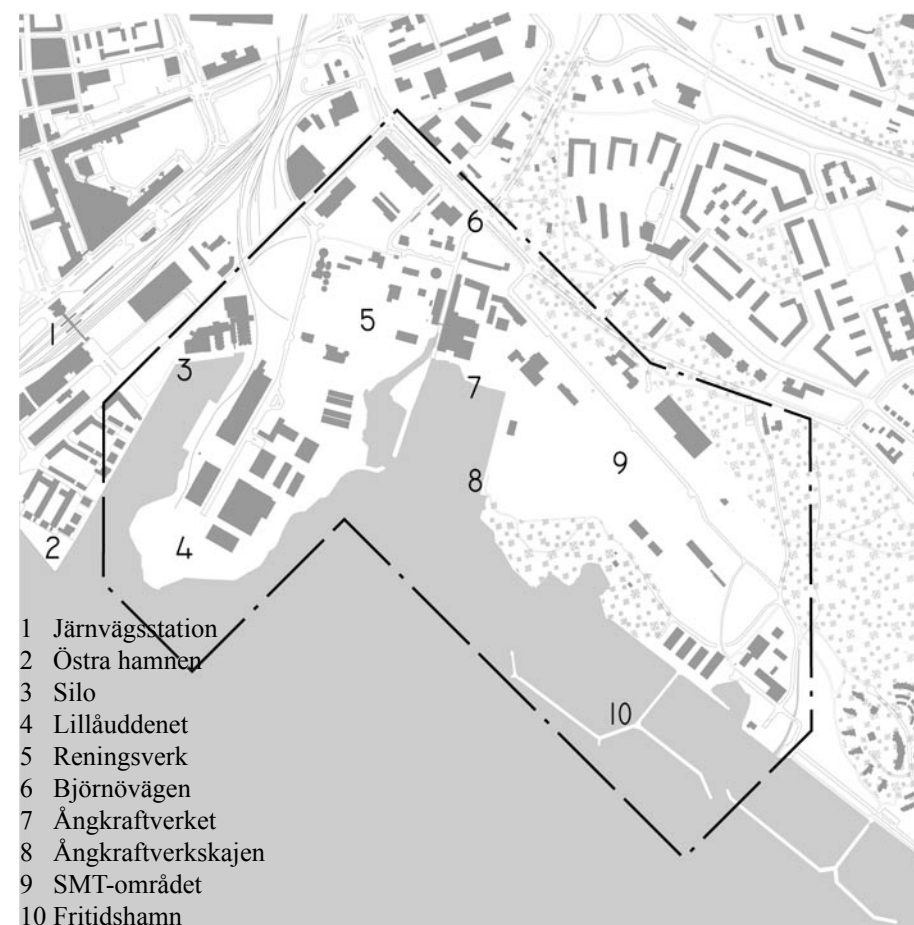 6
5
1
3
7
9
8
2
4
10
1 Järnvägsstation
2 Östra hamnen
3 Silo
4 Lillåuddenet
5 Reningsverk
6 Björnövägen
7 Ångkraftverket
8 Ångkraftverkskajen
9 SMT-området
10 Fritidshamn